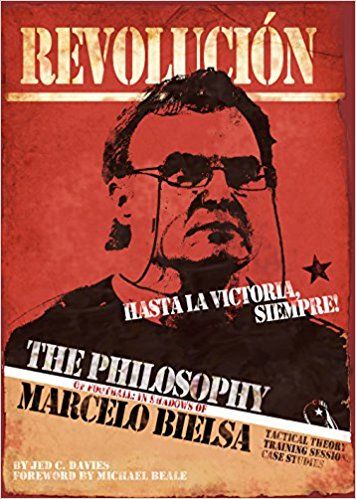 REVOLUCIÓN
HASTA LA VICTORIA,
SIEMPRE!
THE PHILOSOPHY
OF FOOTBALL: IN SHADOWS OF
MARCELO BIELSA
TACTICAL THEORY
TRAINING SESSIONS
CASE STUDIES
BY JED C. DAVIES
FOREWORD BY MICHAEL BEALE